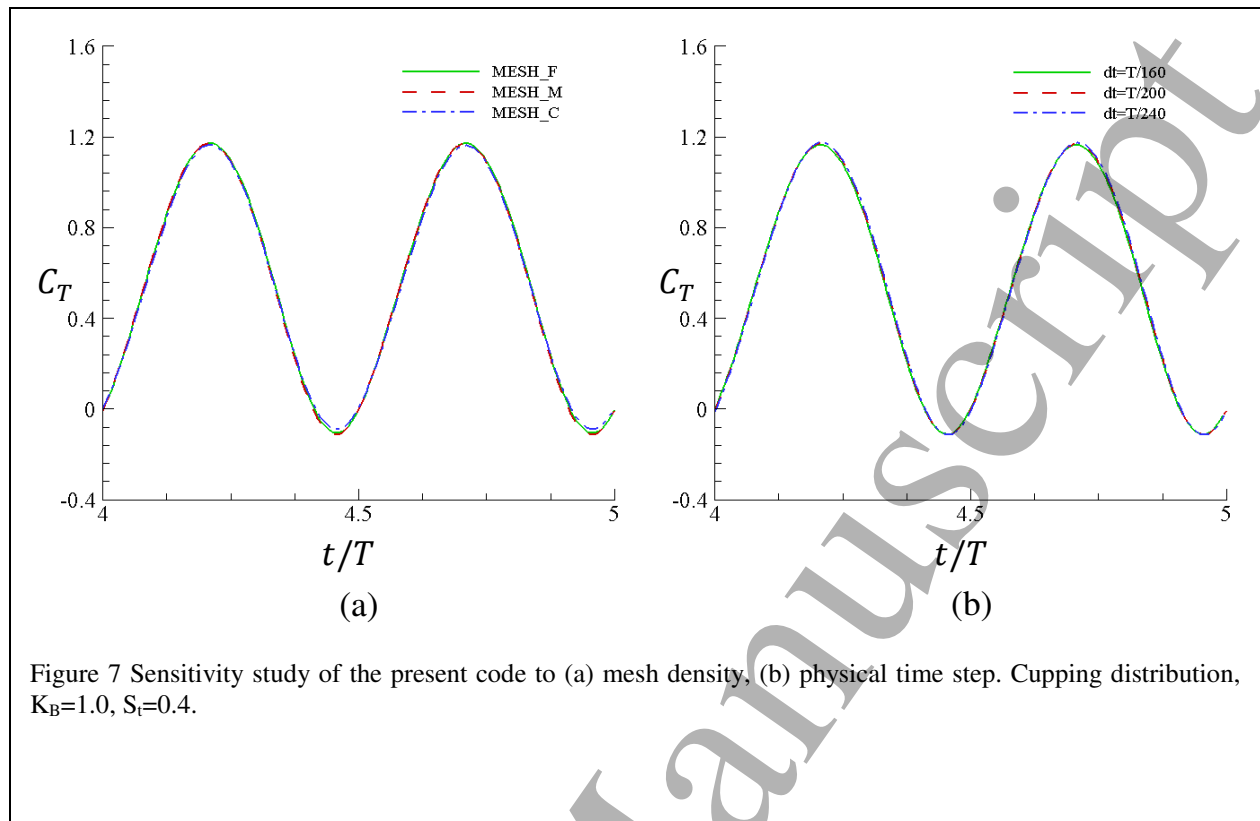 1.6
1.2
0.8
0.4
0
-0.4
C_T
MESH_F
MESH_M
MESH_C
4
4.5
5
t/T
(a)
1.6
1.2
0.8
0.4
0
-0.4
C_T
dt=T/160
dt=T/200
dt=T/240
4
4.5
5
t/T
(b)
Figure 7 Sensitivity study of the present code to (a) mesh density, (b) physical time step. Cupping distribution,
K_B=1.0, S_t=0.4.
Manuscript